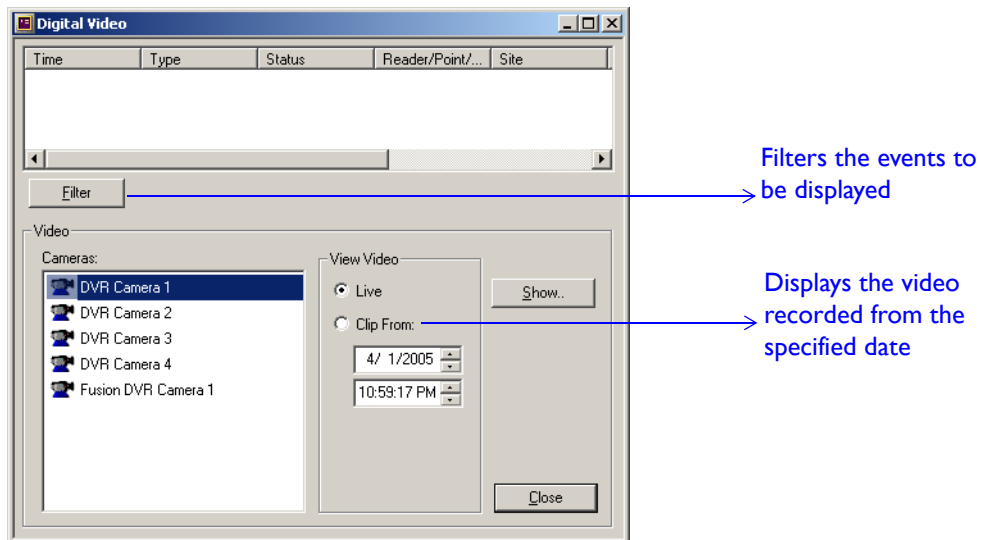 Digital Video
Time Type Status Reader/Point/... Site
Filter
Filters the events to
be displayed
Video
Cameras:
DVR Camera 1
DVR Camera 2
DVR Camera 3
DVR Camera 4
Fusion DVR Camera 1
View Video
Live
Clip From:
4/ 1/2005
10:59:17 PM
Show..
Displays the video
recorded from the
specified date
Close